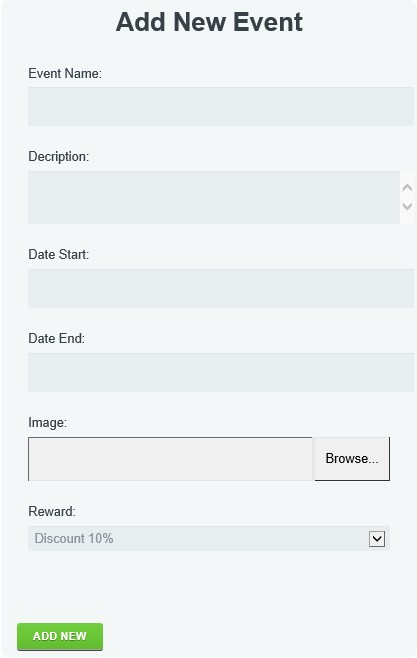 Add New Event
Event Name:
Decription:
Date Start:
Date End:
Image:
Browse...
Reward:
Discount 10%
ADD NEW